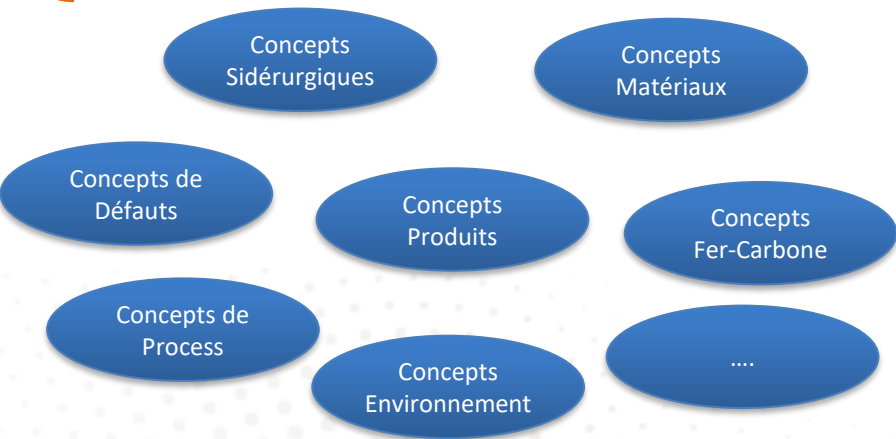 Concepts
Sidérurgiques
Concepts
Matériaux
Concepts de
Défauts
Concepts
Produits
Concepts
Fer-Carbone
Concepts de
Process
Concepts
Environnement
....